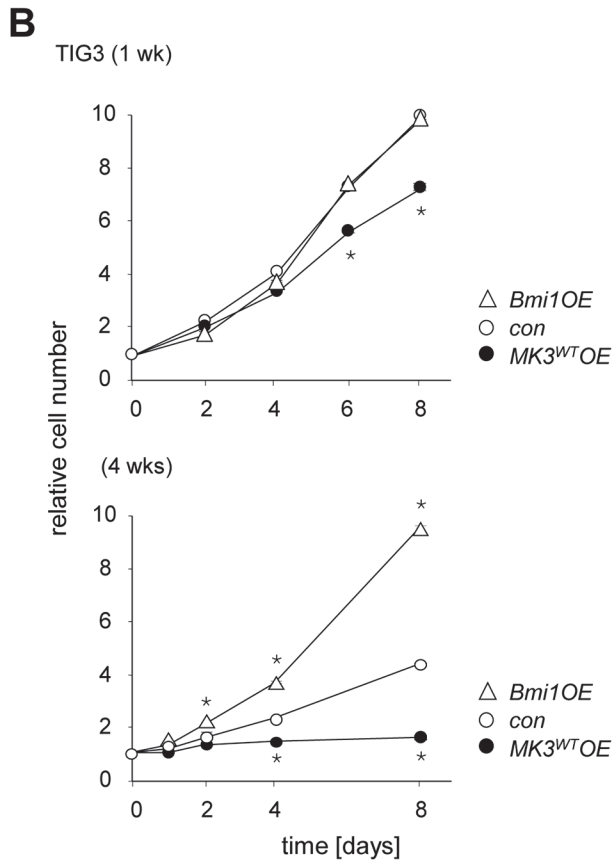 B
TIG3 (1 wk)
10
8
6
4
2
0
*
*
0 2 4 6 8
Bmi1OE
con
MK3WTOE
relative cell number
(4 wks)
10
8
6
4
2
0
*
*
*
*
*
0 2 4 8
Bmi1OE
con
MK3WTOE
time [days]